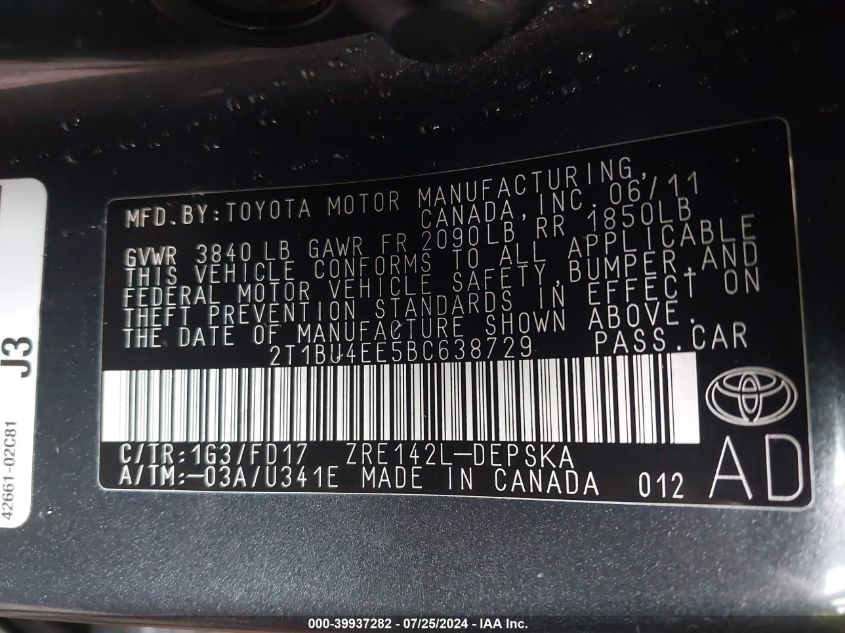 MFD.BY:TOYOTA MOTOR MANUFACTURING,
CANADA,INC. 06/11
GVWR 3840 LB GAWR FR 2090LB RR 1850LB
THIS VEHICLE CONFORMS TO ALL APPLICABLE
FEDERAL MOTOR VEHICLE SAFETY,BUMPER,AND
THEFT PREVENTION STANDARDS IN EFFECT ON
THE DATE OF MANUFACTURE SHOWN ABOVE.
2T1BU4EE5BC638729 PASS.CAR
C/TR:1G3/FD17 ZRE142L-DEPSKA
A/TM:-03A/U341E MADE IN CANADA 012
AD
J3
42661-02C81
000-39937282 - 07/25/2024 - IAA Inc.